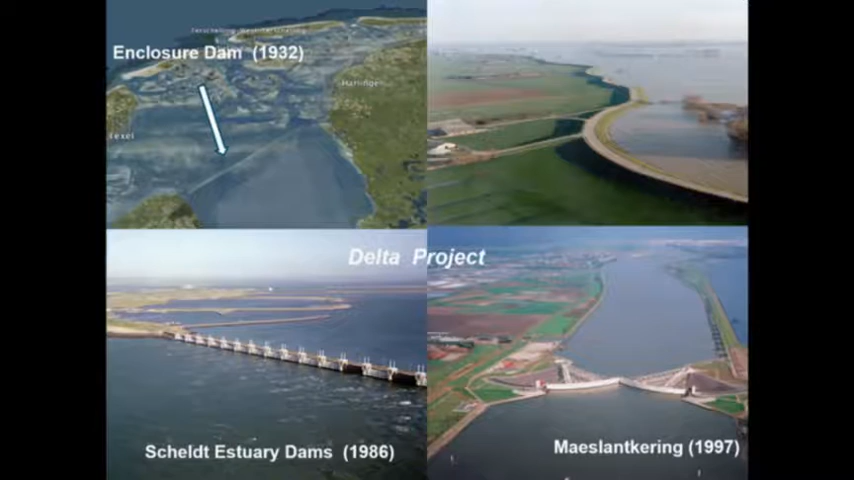 Enclosure Dam (1932)
Harlingen
Texel
Delta Project
Scheldt Estuary Dams (1986)
Maeslantkering (1997)